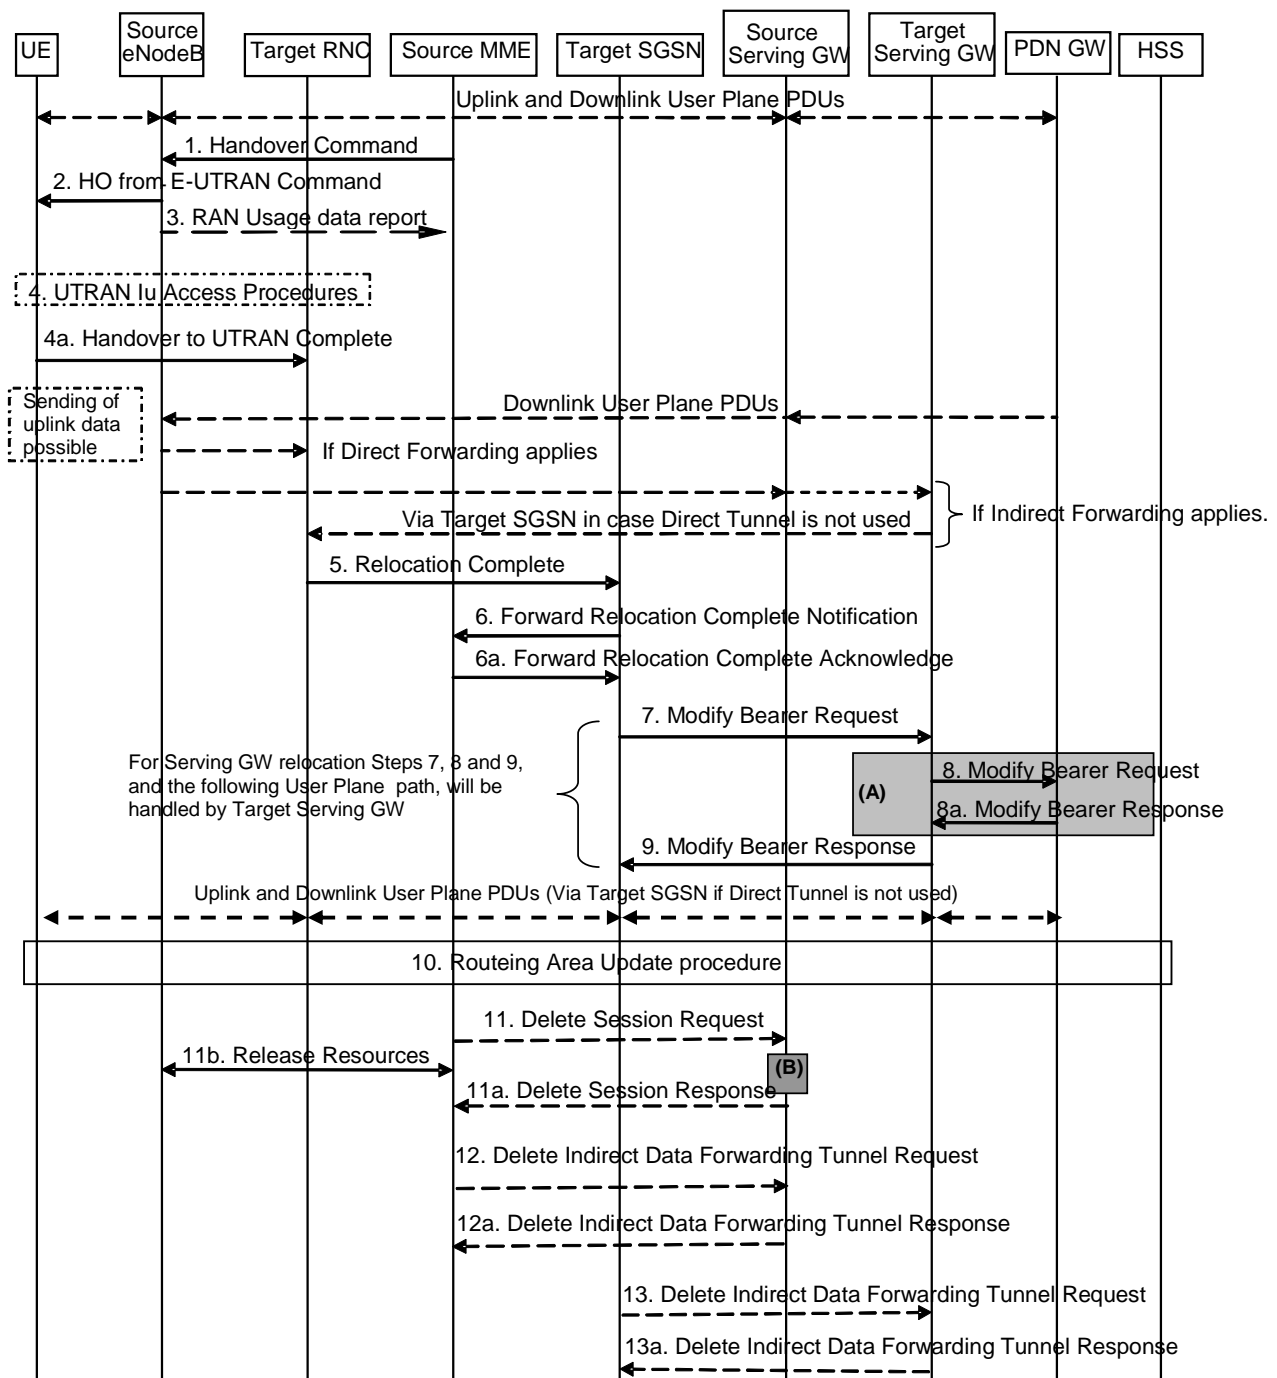 UE
Source
eNodeB
Target RNC
Source MME
Target SGSN
Source
Serving GW
Target
Serving GW
PDN GW
HSS
Uplink and Downlink User Plane PDUs
1. Handover Command
2. HO from E-UTRAN Command
3. RAN Usage data report
4. UTRAN Iu Access Procedures
4a. Handover to UTRAN Complete
Sending of
uplink data
possible
Downlink User Plane PDUs
If Direct Forwarding applies
Via Target SGSN in case Direct Tunnel is not used
If Indirect Forwarding applies.
5. Relocation Complete
6. Forward Relocation Complete Notification
6a. Forward Relocation Complete Acknowledge
7. Modify Bearer Request
For Serving GW relocation Steps 7, 8 and 9,
and the following User Plane path, will be
handled by Target Serving GW
(A)
8. Modify Bearer Request
8a. Modify Bearer Response
9. Modify Bearer Response
Uplink and Downlink User Plane PDUs (Via Target SGSN if Direct Tunnel is not used)
10. Routeing Area Update procedure
11. Delete Session Request
11b. Release Resources
(B)
11a. Delete Session Response
12. Delete Indirect Data Forwarding Tunnel Request
12a. Delete Indirect Data Forwarding Tunnel Response
13. Delete Indirect Data Forwarding Tunnel Request
13a. Delete Indirect Data Forwarding Tunnel Response